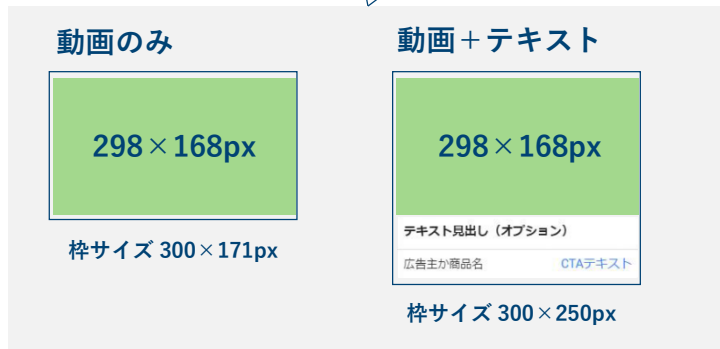 動画のみ
298×168px
枠サイズ 300×171px
動画＋テキスト
298×168px
テキスト見出し（オプション）
広告主か商品名 CTAテキスト
枠サイズ 300×250px